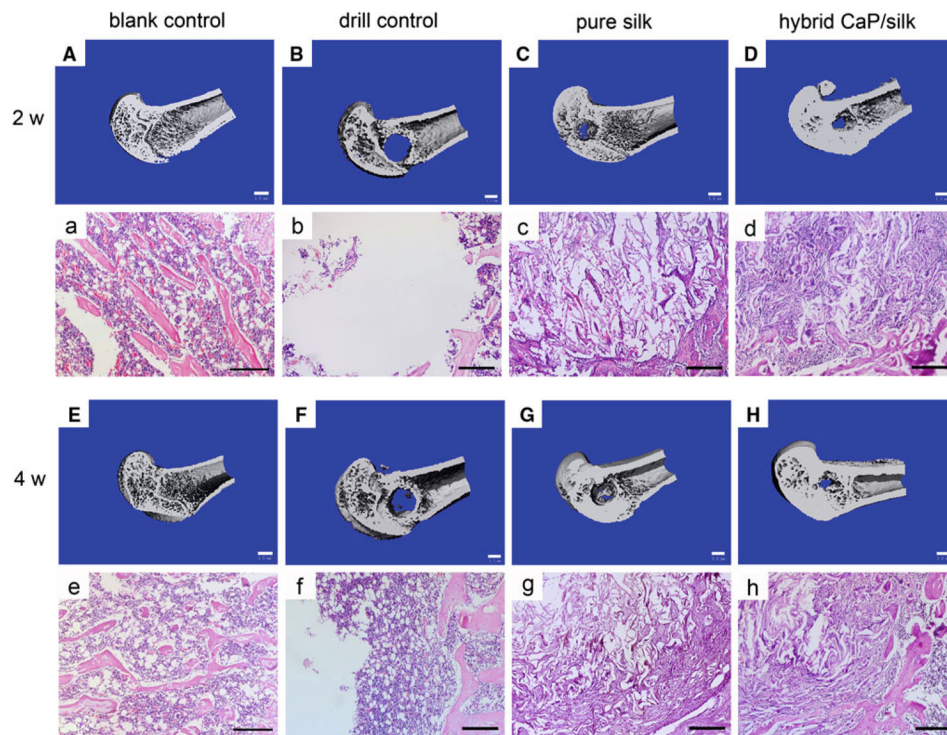 blank control drill control pure silk hybrid CaP/silk
A B C D
2 w
a b c d
E F G H
4 w
e f g h